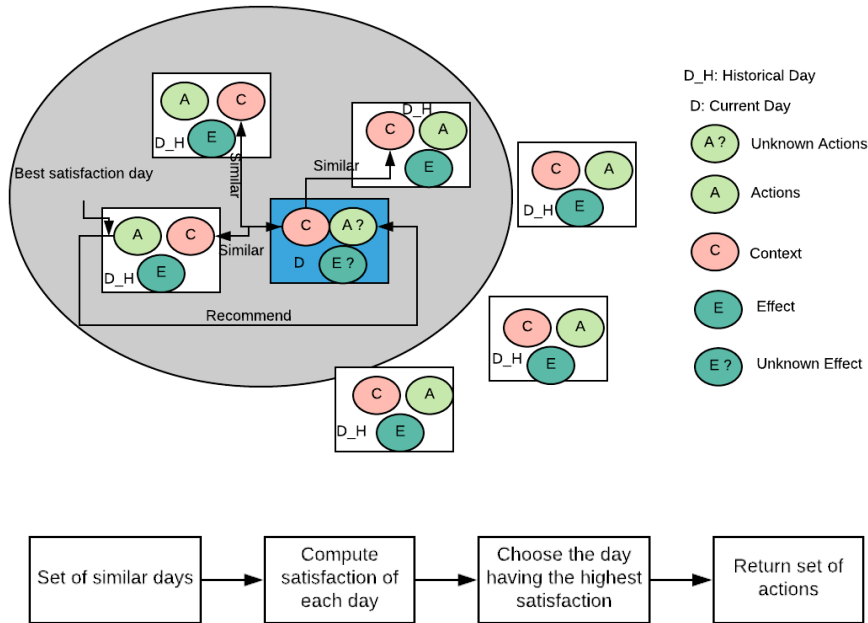 A
C
D_H
E
Similar
D_H
C
A
E
Similar
Best satisfaction day
A
C
D_H
E
Similar
C
A ?
D
E ?
Recommend
C
A
D_H
E
C
A
D_H
E
C
A
D_H
E
D_H: Historical Day
D: Current Day
A ?
Unknown Actions
A
Actions
C
Context
E
Effect
E ?
Unknown Effect
Set of similar days
Compute
satisfaction of
each day
Choose the day
having the highest
satisfaction
Return set of
actions